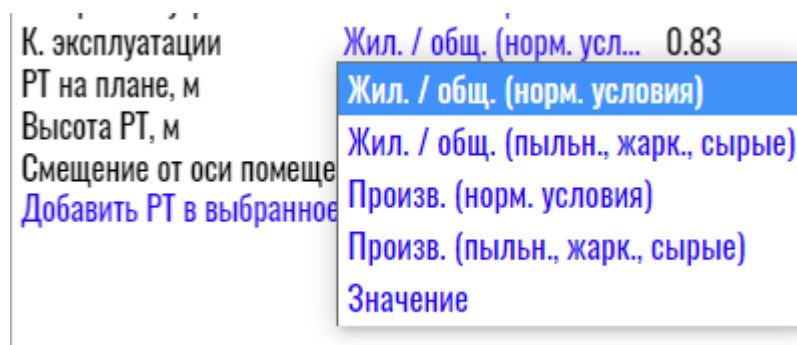 К. эксплуатации Жил. / общ. (норм. усл... 0.83
РТ на плане, м
Жил. / общ. (норм. условия)
Высота РТ, м
Жил. / общ. (пыльн., жарк., сырые)
Смещение от оси помеще
Произв. (норм. условия)
Добавить РТ в выбранное
Произв. (пыльн., жарк., сырые)
Значение